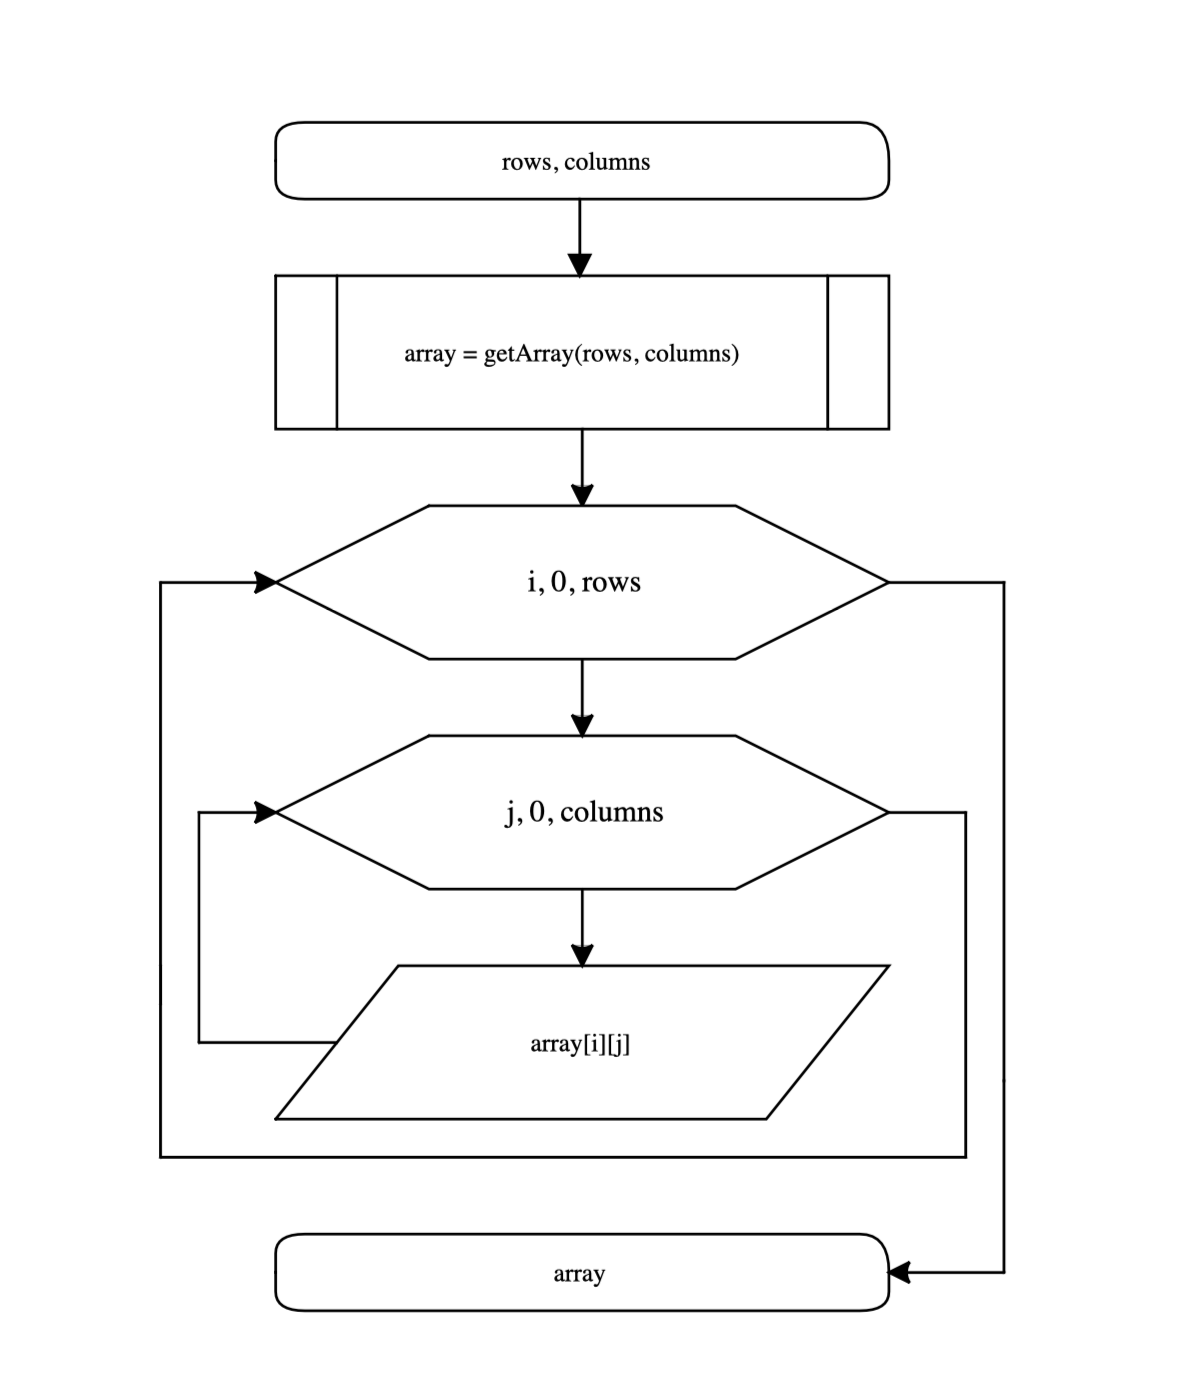 rows, columns
array = getArray(rows, columns)
i, 0, rows
j, 0, columns
array[i][j]
array